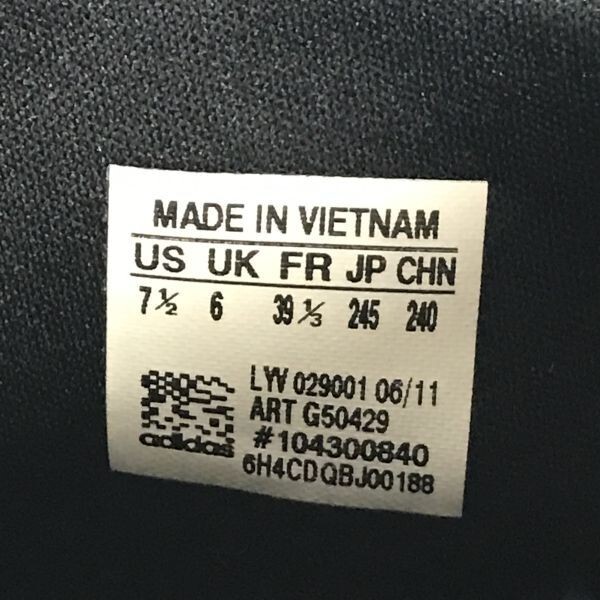 MADE IN VIETNAM
US UK FR JP CHN
7½ 6 39⅓ 245 240
LYV 029001 06/11
ART G50429
#104300840
adidas
6H4CDQBJ00188